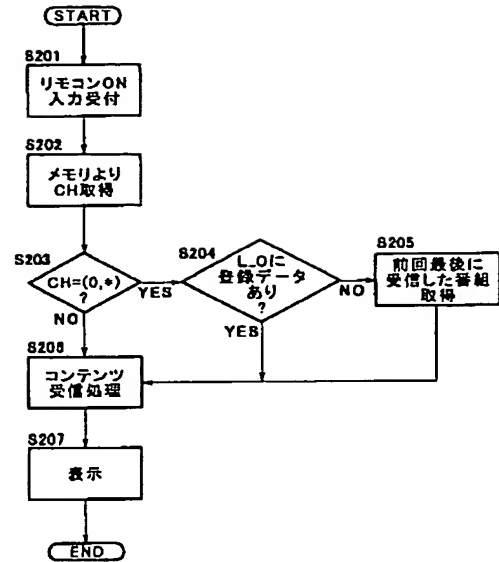 START
S201
リモコンON
入力受付
S202
メモリより
CH取得
S203
CH=(0,*)
?
YES
NO
S204
L_0に
登録データ
あり
?
NO
YES
S205
前回最後に
受信した番組
取得
S206
コンテンツ
受信処理
S207
表示
END